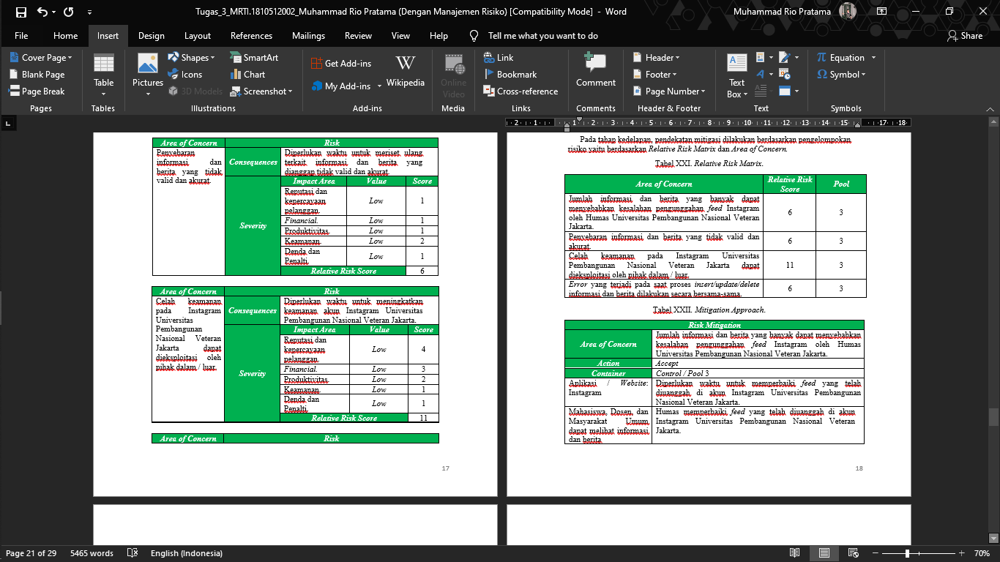 Tugas_3_MRTI.1810512002_Muhammad Rio Pratama (Dengan Manajemen Risiko) [Compatibility Mode] - Word
Muhammad Rio Pratama
File Home Insert Design Layout References Mailings Review View Help Tell me what you want to do Share
Cover Page
Blank Page
Page Break
Pages
Table
Tables
Pictures
Shapes
Icons
3D Models
SmartArt
Chart
Screenshot
Illustrations
Get Add-ins
My Add-ins
Wikipedia
Add-ins
Online
Video
Media
Link
Bookmark
Cross-reference
Links
Comment
Comments
Header
Footer
Page Number
Header & Footer
Text
Box
Text
Equation
Symbol
Symbols
2 1 1 2 3 4 5 6 7 8 9 10 11 12 13 14 15 17 18
Area of Concern Risk
Penyebaran
informasi dan
berita yang tidak
valid dan akurat.
Consequences
Diperlukan waktu untuk meriset ulang
terkait informasi dan berita yang
dianggap tidak valid dan akurat.
Severity
Impact Area Value Score
Reputasi dan
kepercayaan
pelanggan.
Low 1
Financial. Low 1
Produktivitas. Low 1
Keamanan. Low 2
Denda dan
Penalti.
Low 1
Relative Risk Score 6
Area of Concern Risk
Celah keamanan
pada Instagram
Universitas
Pembangunan
Nasional Veteran
Jakarta dapat
dieksploitasi oleh
pihak dalam / luar.
Consequences
Diperlukan waktu untuk meningkatkan
keamanan akun Instagram Universitas
Pembangunan Nasional Veteran Jakarta.
Severity
Impact Area Value Score
Reputasi dan
kepercayaan
pelanggan.
Low 4
Financial. Low 3
Produktivitas. Low 2
Keamanan. Low 1
Denda dan
Penalti.
Low 1
Relative Risk Score 11
Area of Concern Risk
17
Pada tahap kedelapan, pendekatan mitigasi dilakukan berdasarkan pengelompokan
risiko yaitu berdasarkan Relative Risk Matrix dan Area of Concern.
Tabel XXI. Relative Risk Matrix.
Area of Concern
Relative Risk
Score
Pool
Jumlah informasi dan berita yang banyak dapat
menyebabkan kesalahan pengunggahan feed Instagram
oleh Humas Universitas Pembangunan Nasional Veteran
Jakarta.
6 3
Penyebaran informasi dan berita yang tidak valid dan
akurat.
6 3
Celah keamanan pada Instagram Universitas
Pembangunan Nasional Veteran Jakarta dapat
dieksploitasi oleh pihak dalam / luar.
11 3
Error yang terjadi pada saat proses insert/update/delete
informasi dan berita dilakukan secara bersama-sama.
6 3
Tabel XXII. Mitigation Approach.
Risk Mitigation
Area of Concern
Jumlah informasi dan berita yang banyak dapat menyebabkan
kesalahan pengunggahan feed Instagram oleh Humas
Universitas Pembangunan Nasional Veteran Jakarta.
Action Accept
Container Control / Pool 3
Aplikasi / Website:
Instagram
Diperlukan waktu untuk memperbaiki feed yang telah
diunggah di akun Instagram Universitas Pembangunan
Nasional Veteran Jakarta.
Mahasiswa, Dosen, dan
Masyarakat Umum
dapat melihat informasi
dan berita.
Humas memperbaiki feed yang telah diunggah di akun
Instagram Universitas Pembangunan Nasional Veteran
Jakarta.
18
Page 21 of 29 5465 words English (Indonesia) 70%